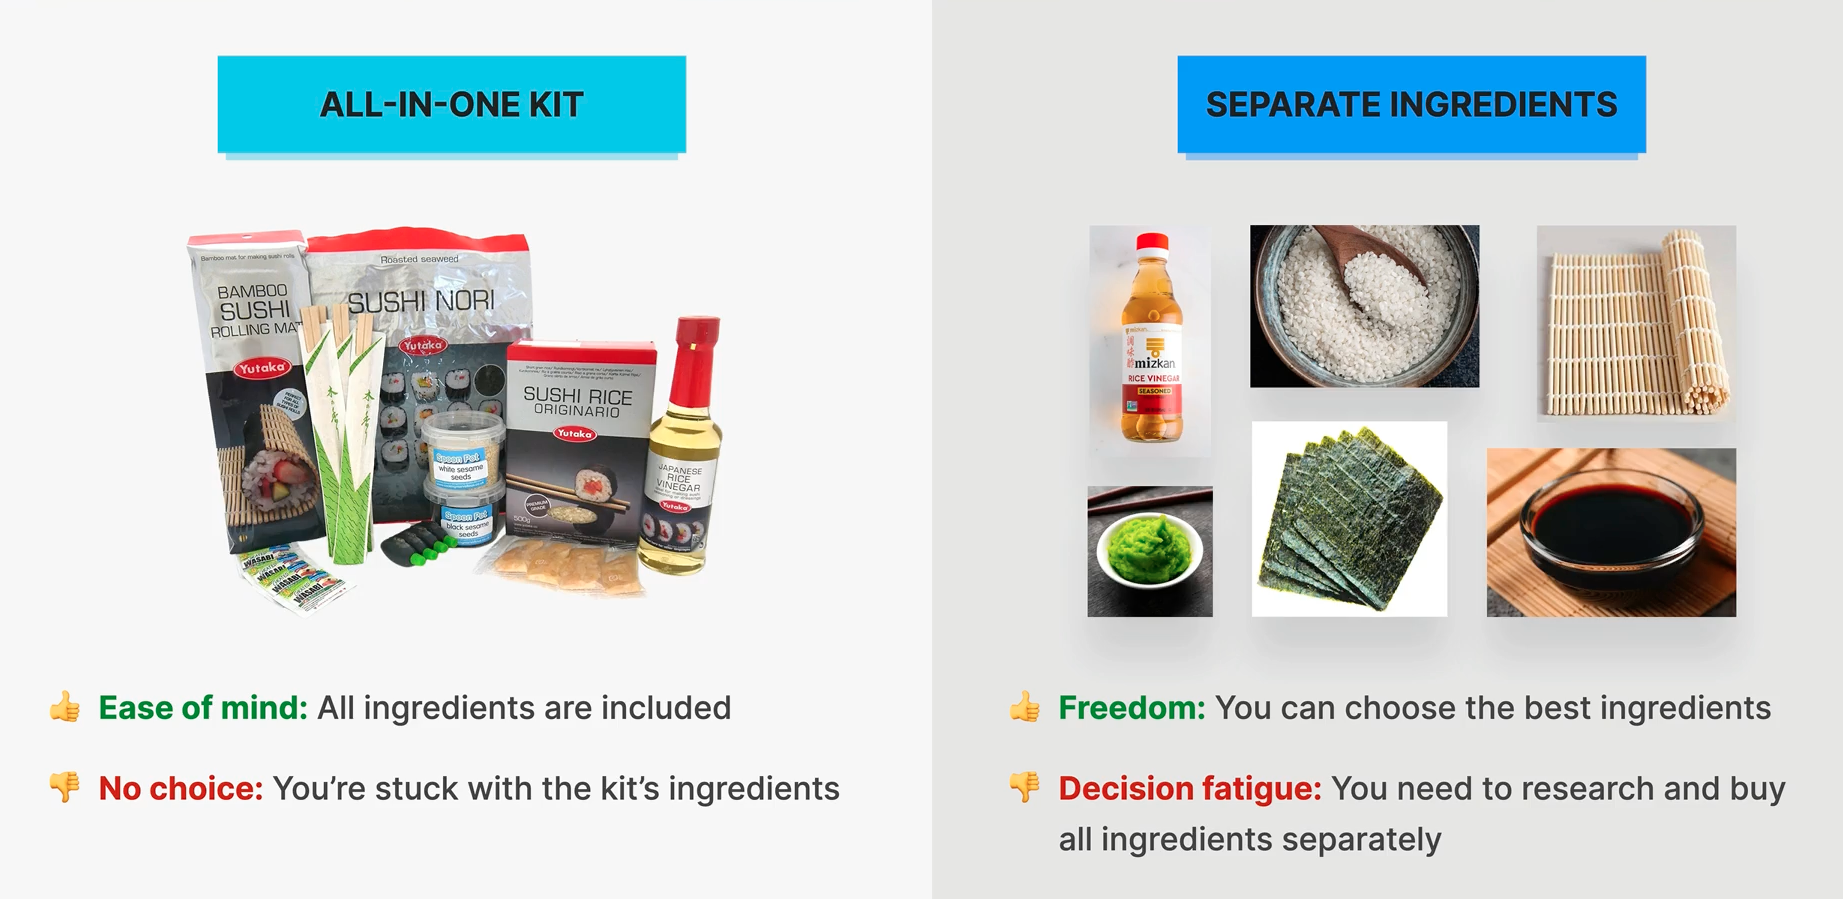 ALL-IN-ONE KIT
Bamboo mat for making sushi rolls
BAMBOO
SUSHI
ROLLING MAT
Yutaka
Roasted seaweed
SUSHI NORI
Yutaka
Spoon Pot
white sesame
seeds
Spoon Pot
black sesame
seeds
WASABI
WASABI
WASABI
SUSHI RICE
ORIGINARIO
Yutaka
PREMIUM
GRADE
500g
JAPANESE
RICE
VINEGAR
Yutaka
👍 Ease of mind: All ingredients are included
👎 No choice: You’re stuck with the kit’s ingredients
SEPARATE INGREDIENTS
mizkan
RICE VINEGAR
SEASONED
👍 Freedom: You can choose the best ingredients
👎 Decision fatigue: You need to research and buy
all ingredients separately